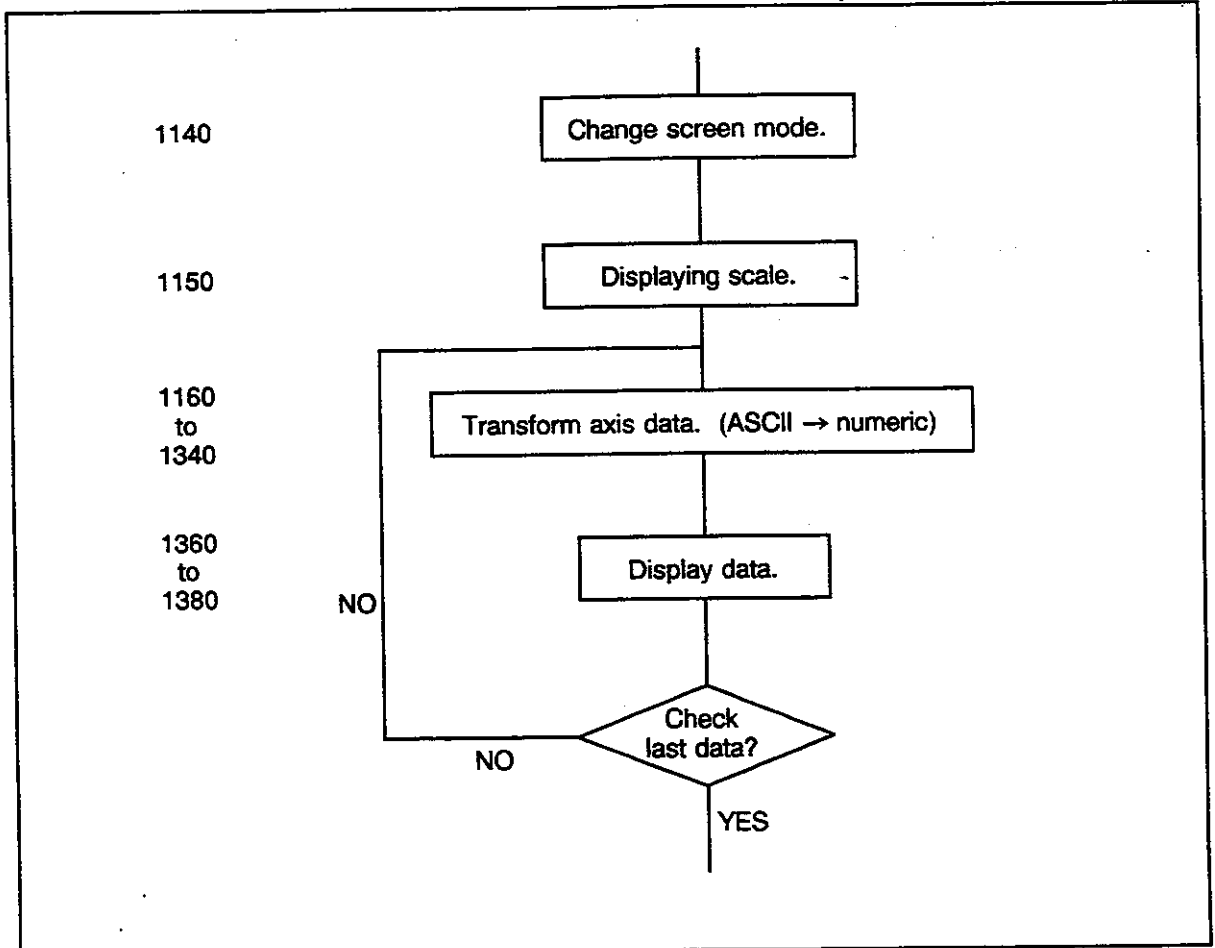 1140
Change screen mode.
1150
Displaying scale.
1160
to
1340
Transform axis data. (ASCII → numeric)
1360
to
1380
Display data.
NO
Check
last data?
NO
YES